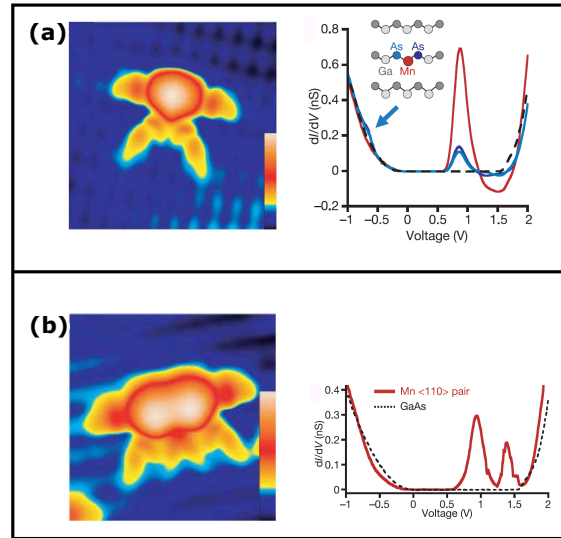 (a)
As As
Ga Mn
0.8
0.6
0.4
0.2
0
-0.2
dI/dV (nS)
-1 -0.5 0 0.5 1 1.5 2
Voltage (V)
(b)
Mn <110> pair
GaAs
0.4
0.3
0.2
0.1
0
dI/dV (nS)
-1 -0.5 0 0.5 1 1.5 2
Voltage (V)